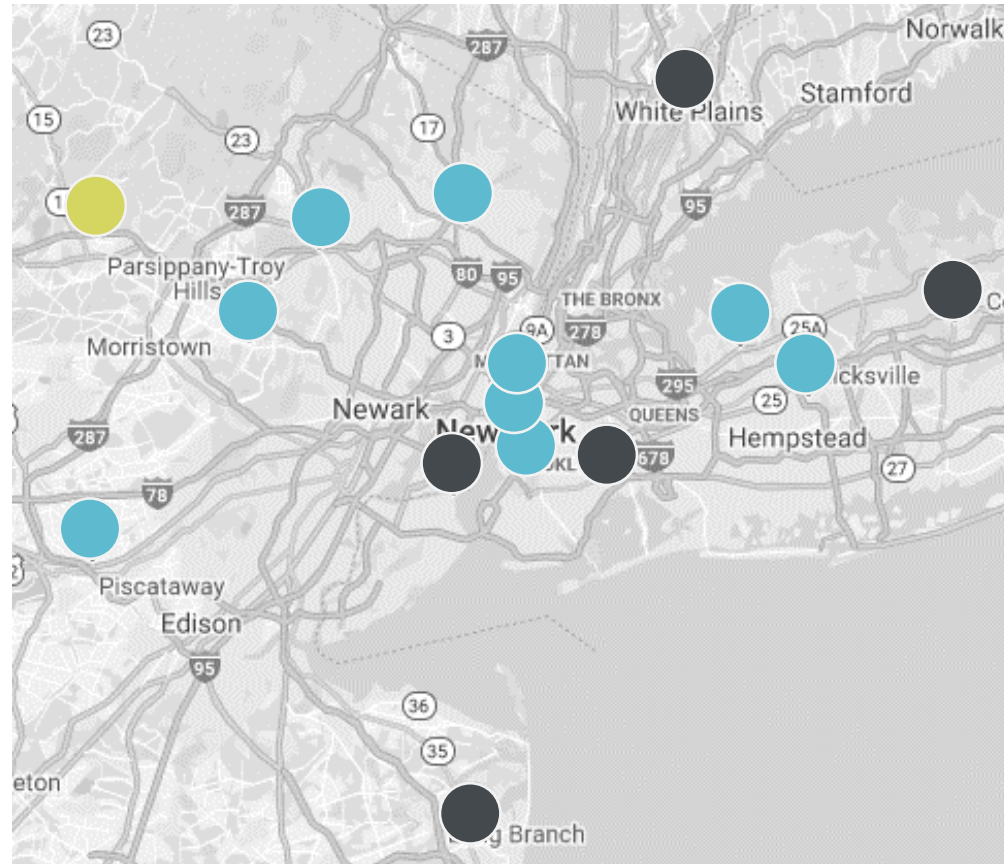 23
Norwalk
287
15
17
Stamford
White Plains
23
287
95
Parsippany-Troy
Hills
80
95
THE BRONX
9A
278
25A
3
Morristown
295
25
Newark
QUEENS
Hempstead
287
678
27
78
Piscataway
Edison
95
36
35
eton
Branch